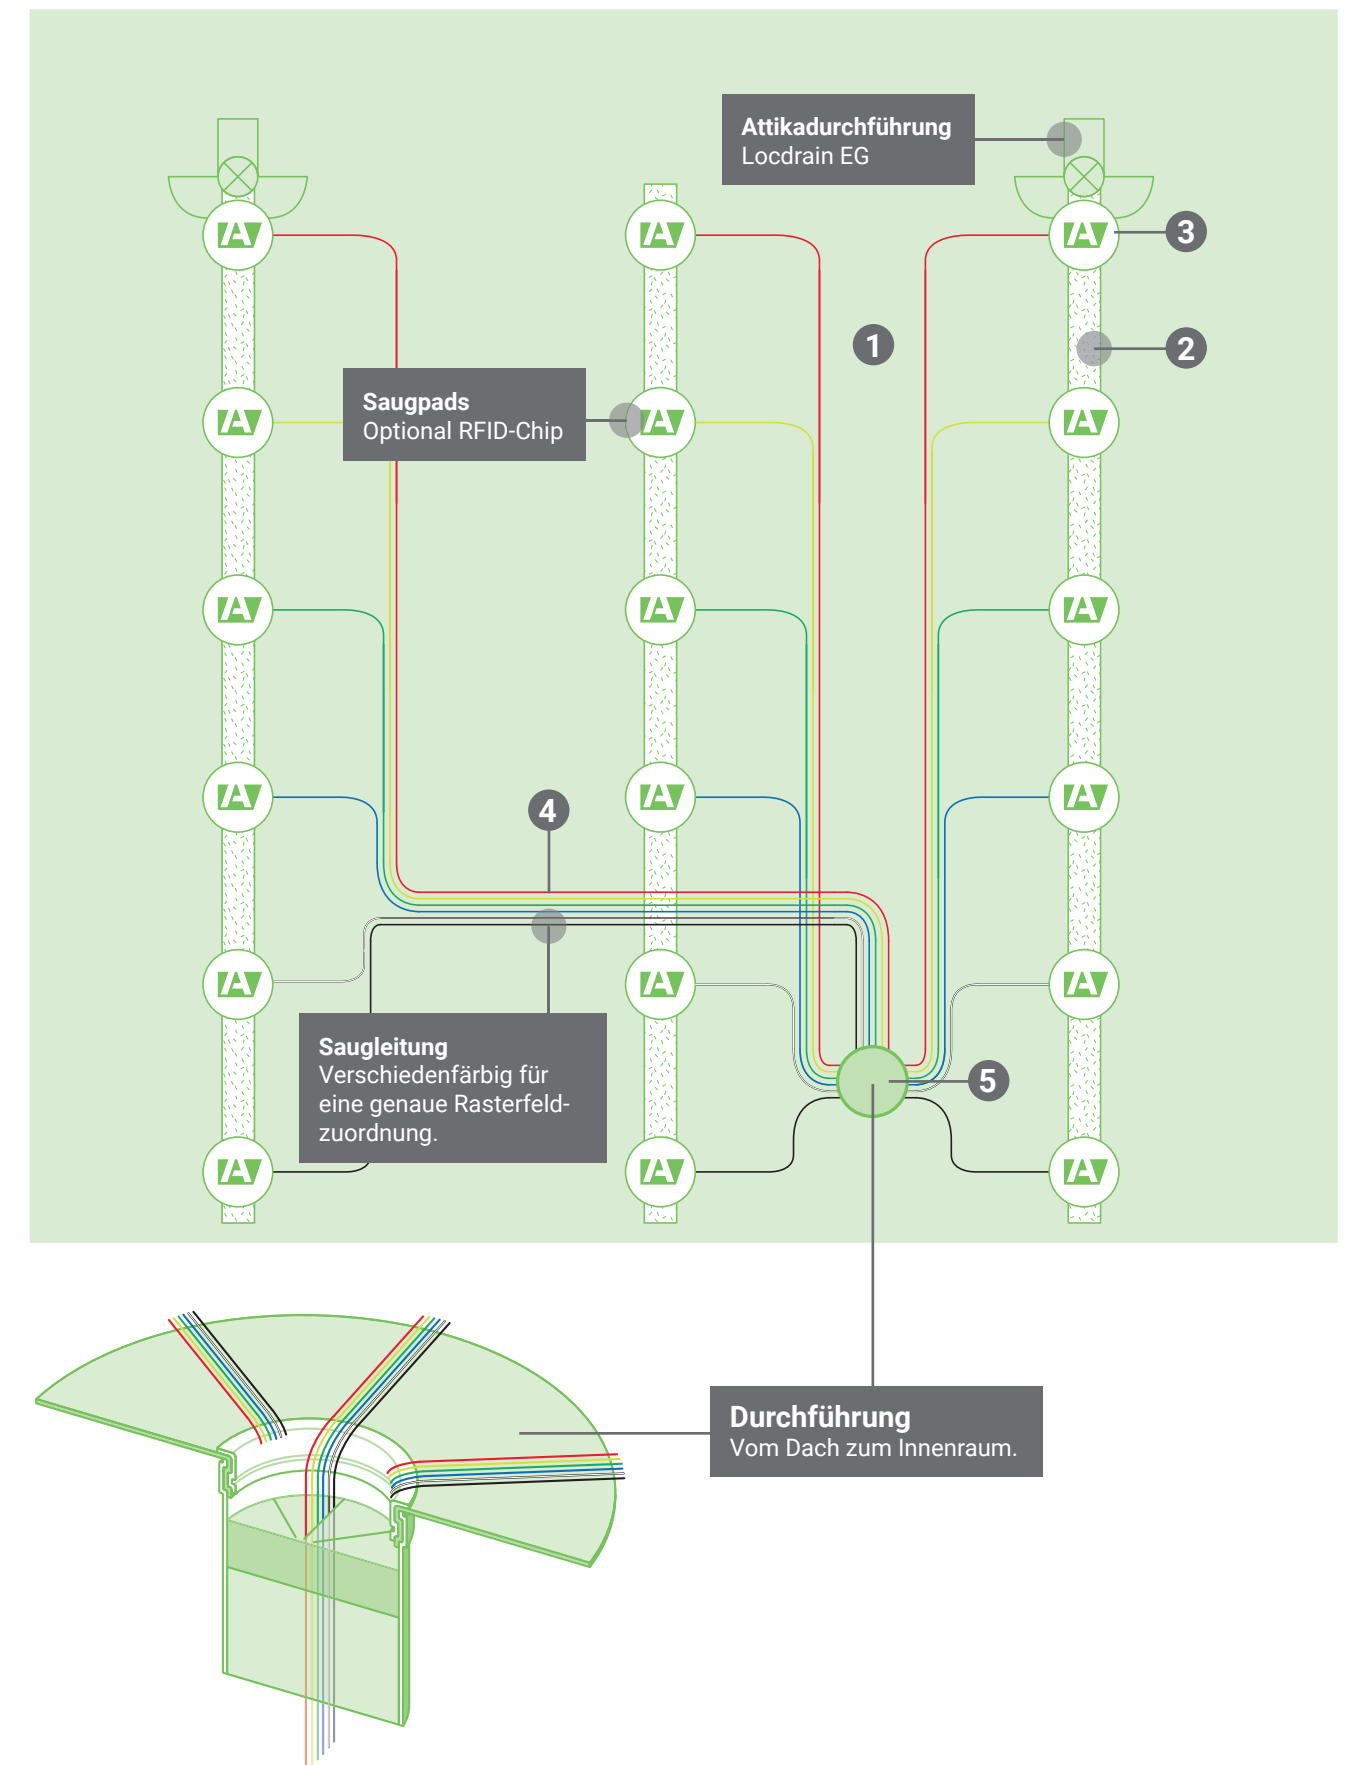 Attikadurchführung
Locdrain EG
3
1
2
Saugpads
Optional RFID-Chip
4
Saugleitung
Verschiedenfärbig für
eine genaue Rasterfeld-
zuordnung.
5
Durchführung
Vom Dach zum Innenraum.